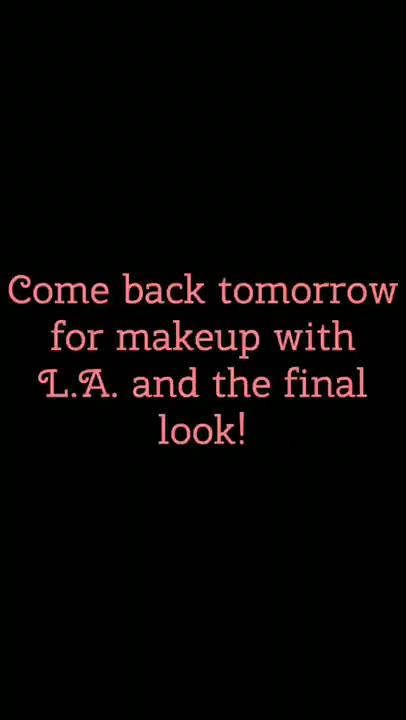 Come back tomorrow
for makeup with
L.A. and the final
look!